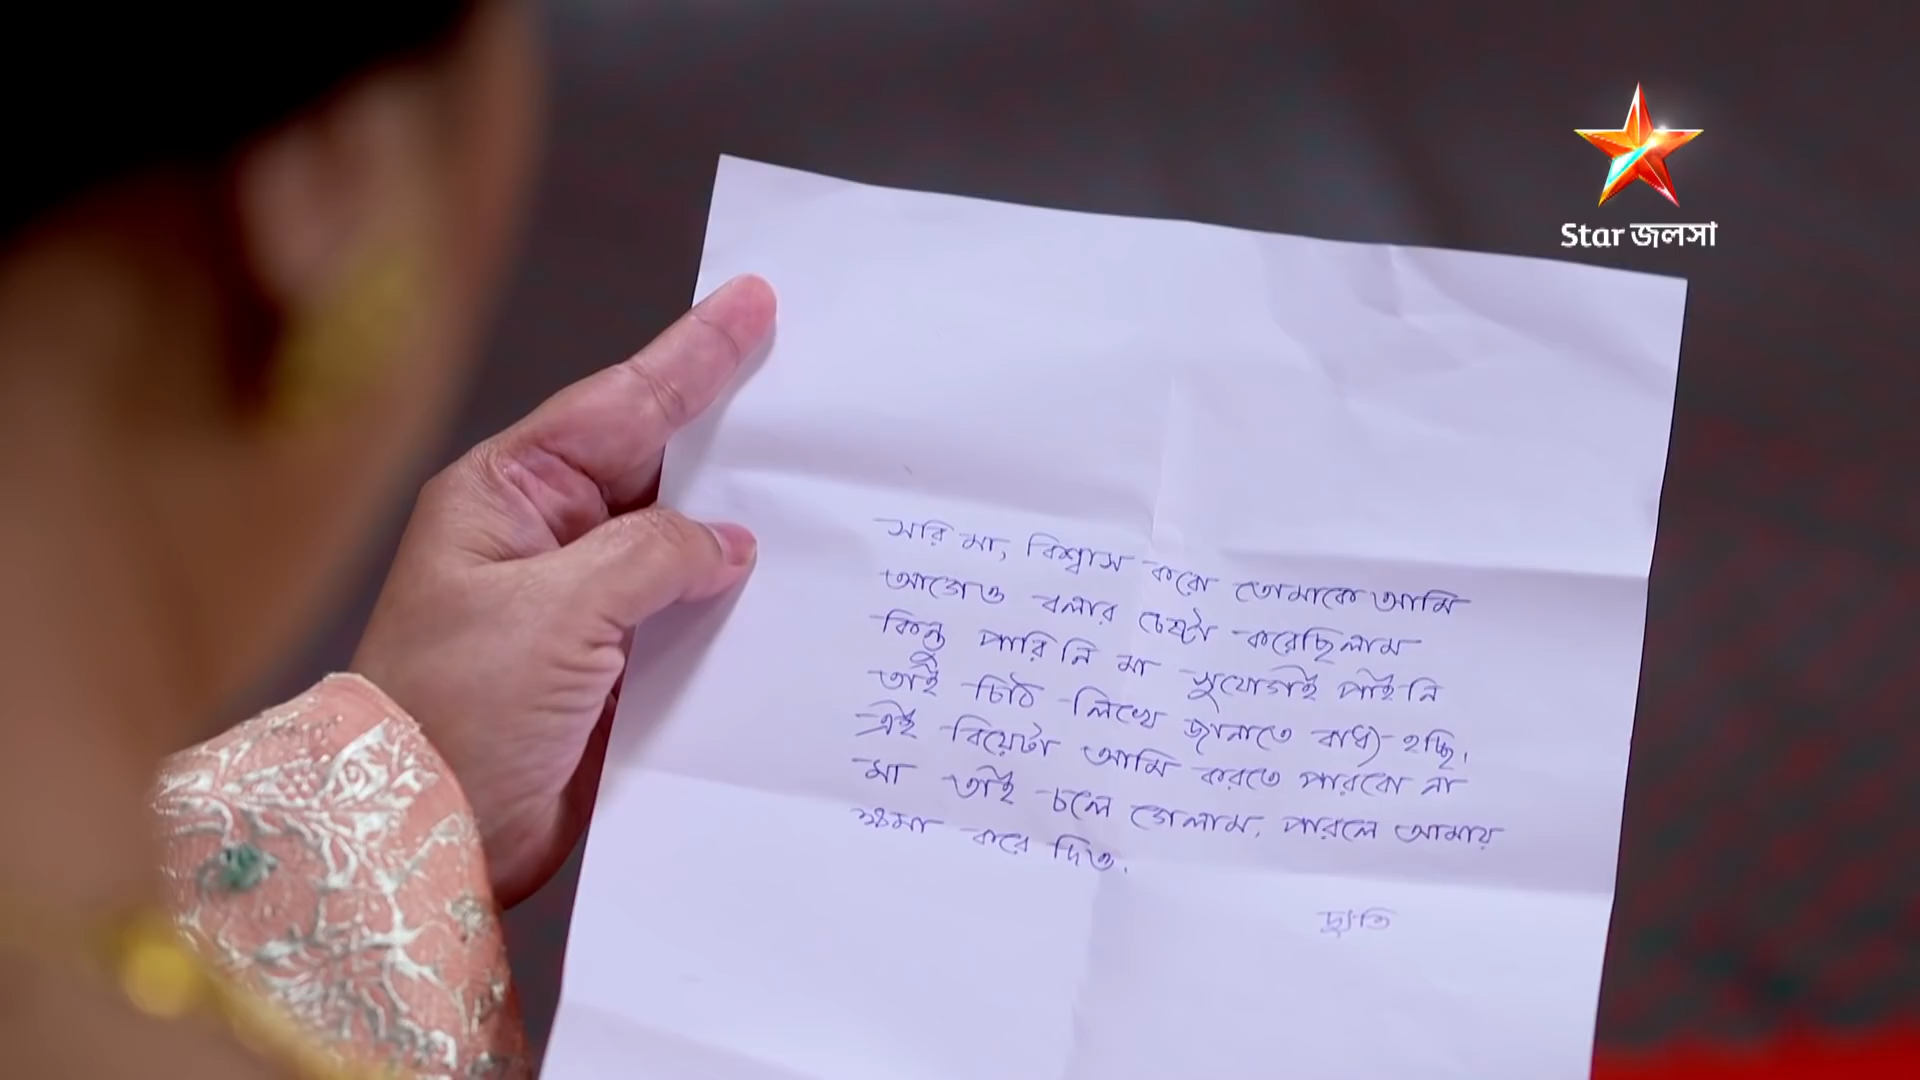 Star জলসা
সরি মা, বিশ্বাস করো তোমাকে আমি
আগেও বলার চেষ্টা করেছিলাম
কিন্তু পারিনি মা সুযোগই পাইনি
তাই চিঠি লিখে জানাতে বাধ্য হচ্ছি।
এই বিয়েটা আমি করতে পারবো না
মা তাই চলে গেলাম. পারলে আমায়
ক্ষমা করে দিও.
দ্যুতি